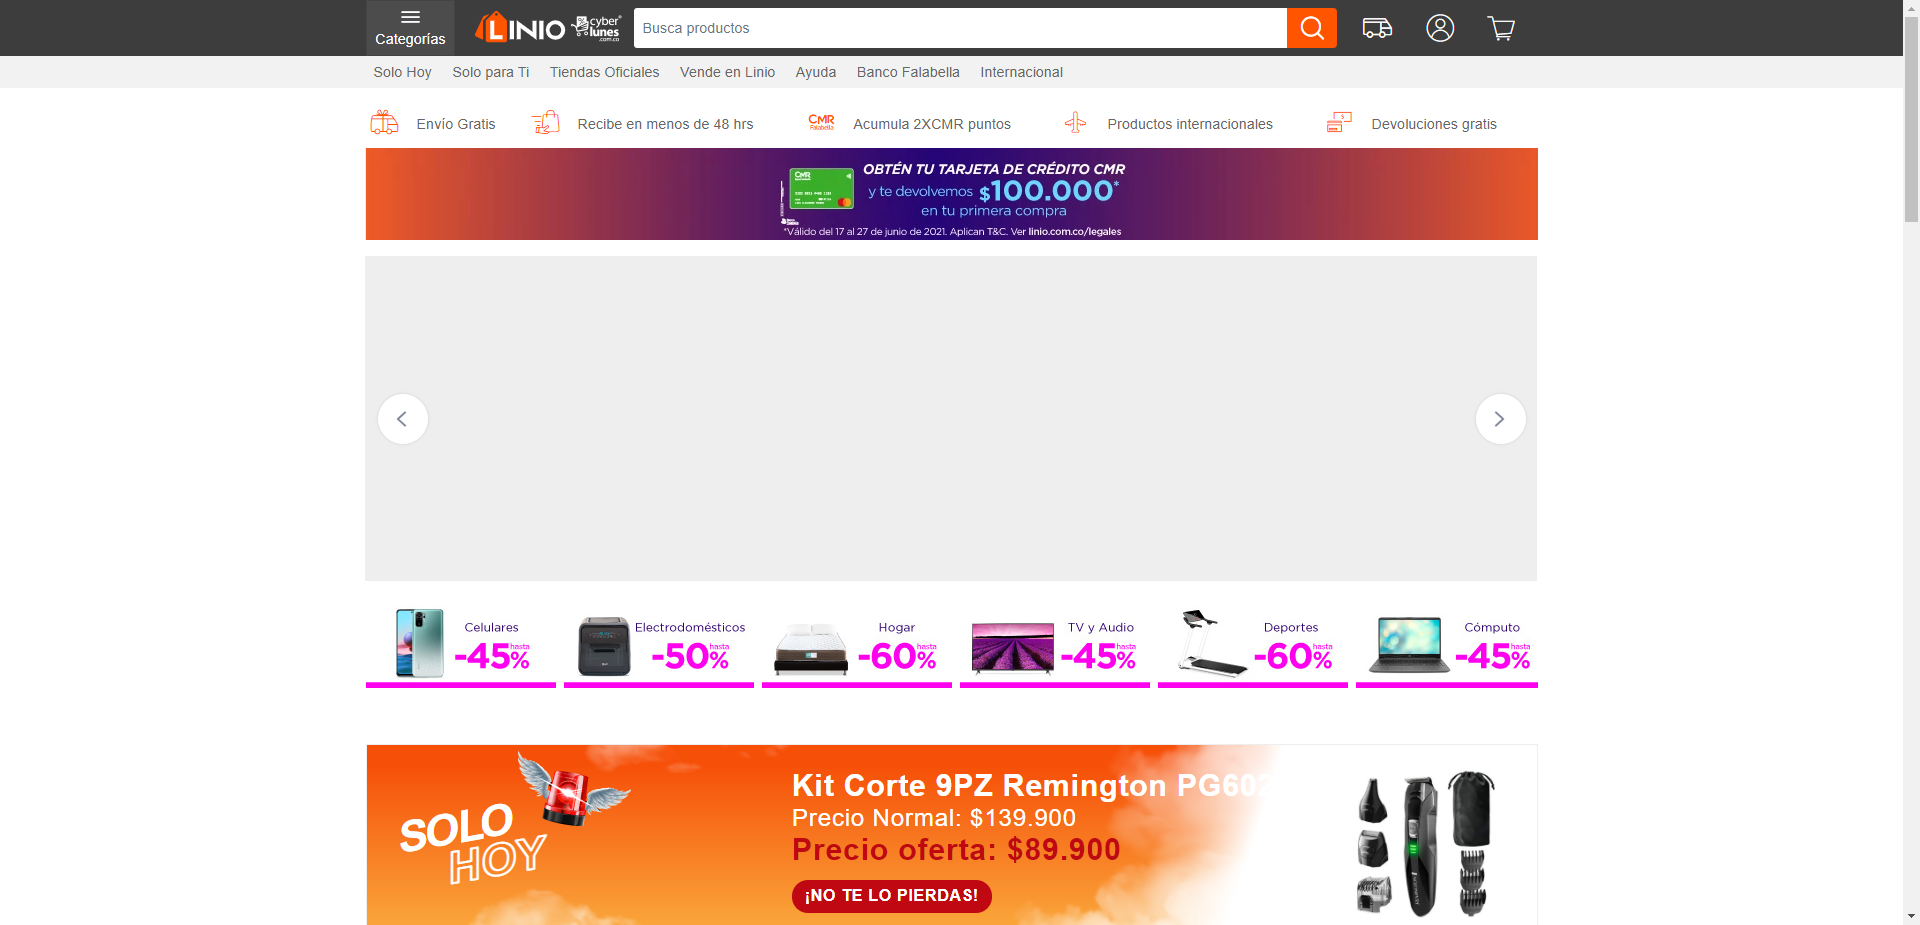 Categorías
LINIO
cyber
lunes
.com.co
Busca productos
Solo Hoy
Solo para Ti
Tiendas Oficiales
Vende en Linio
Ayuda
Banco Falabella
Internacional
Envío Gratis
Recibe en menos de 48 hrs
CMR
Falabella
Acumula 2XCMR puntos
Productos internacionales
Devoluciones gratis
CMR
OBTÉN TU TARJETA DE CRÉDITO CMR
y te devolvemos $100.000*
en tu primera compra
*Válido del 17 al 27 de junio de 2021. Aplican T&C. Ver linio.com.co/legales
Celulares
hasta
-45%
Electrodomésticos
hasta
-50%
Hogar
hasta
-60%
TV y Audio
hasta
-45%
Deportes
hasta
-60%
Cómputo
hasta
-45%
SOLO
HOY
Kit Corte 9PZ Remington PG602
Precio Normal: $139.900
Precio oferta: $89.900
¡NO TE LO PIERDAS!